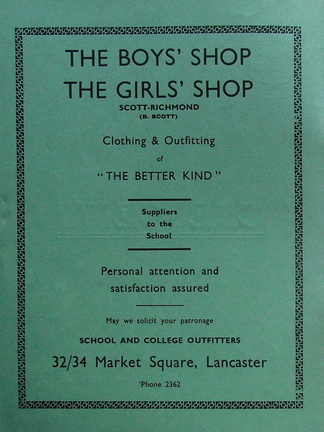 THE BOYS' SHOP
THE GIRLS' SHOP
SCOTT-RICHMOND
(B. SCOTT)
Clothing & Outfitting
of
"THE BETTER KIND"
Suppliers
to the
School
Personal attention and
satisfaction assured
May we solicit your patronage
SCHOOL AND COLLEGE OUTFITTERS
32/34 Market Square, Lancaster
'Phone 2362